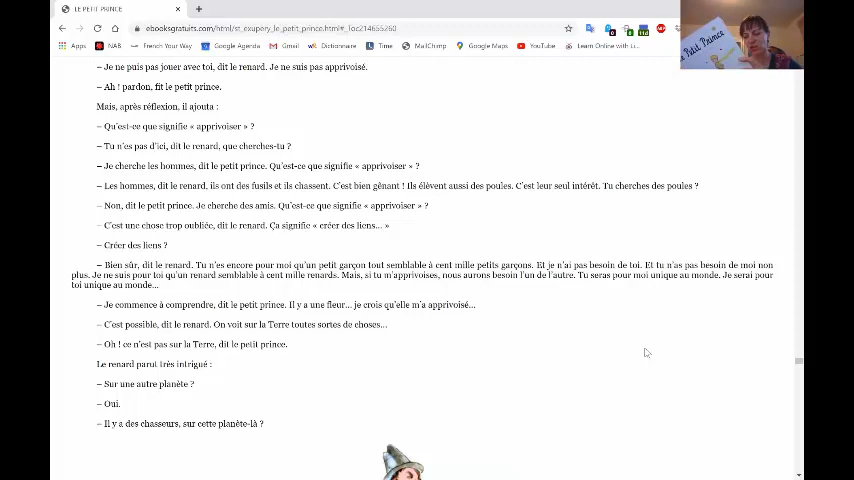 LE PETIT PRINCE
ebooksgratuits.com/html/st_exupery_le_petit_prince.html#_Toc214655260
Apps NAB French Your Way Google Agenda Gmail Dictionnaire Time MailChimp Google Maps YouTube Learn Online with Li...
Petit Prince
– Je ne puis pas jouer avec toi, dit le renard. Je ne suis pas apprivoisé.
– Ah ! pardon, fit le petit prince.
Mais, après réflexion, il ajouta :
– Qu'est-ce que signifie « apprivoiser » ?
– Tu n'es pas d'ici, dit le renard, que cherches-tu ?
– Je cherche les hommes, dit le petit prince. Qu'est-ce que signifie « apprivoiser » ?
– Les hommes, dit le renard, ils ont des fusils et ils chassent. C'est bien gênant ! Ils élèvent aussi des poules. C'est leur seul intérêt. Tu cherches des poules ?
– Non, dit le petit prince. Je cherche des amis. Qu'est-ce que signifie « apprivoiser » ?
– C'est une chose trop oubliée, dit le renard. Ça signifie « créer des liens... »
– Créer des liens ?
– Bien sûr, dit le renard. Tu n'es encore pour moi qu'un petit garçon tout semblable à cent mille petits garçons. Et je n'ai pas besoin de toi. Et tu n'as pas besoin de moi non
plus. Je ne suis pour toi qu'un renard semblable à cent mille renards. Mais, si tu m'apprivoises, nous aurons besoin l'un de l'autre. Tu seras pour moi unique au monde. Je serai pour
toi unique au monde...
– Je commence à comprendre, dit le petit prince. Il y a une fleur... je crois qu'elle m'a apprivoisé...
– C'est possible, dit le renard. On voit sur la Terre toutes sortes de choses...
– Oh ! ce n'est pas sur la Terre, dit le petit prince.
Le renard parut très intrigué :
– Sur une autre planète ?
– Oui.
– Il y a des chasseurs, sur cette planète-là ?